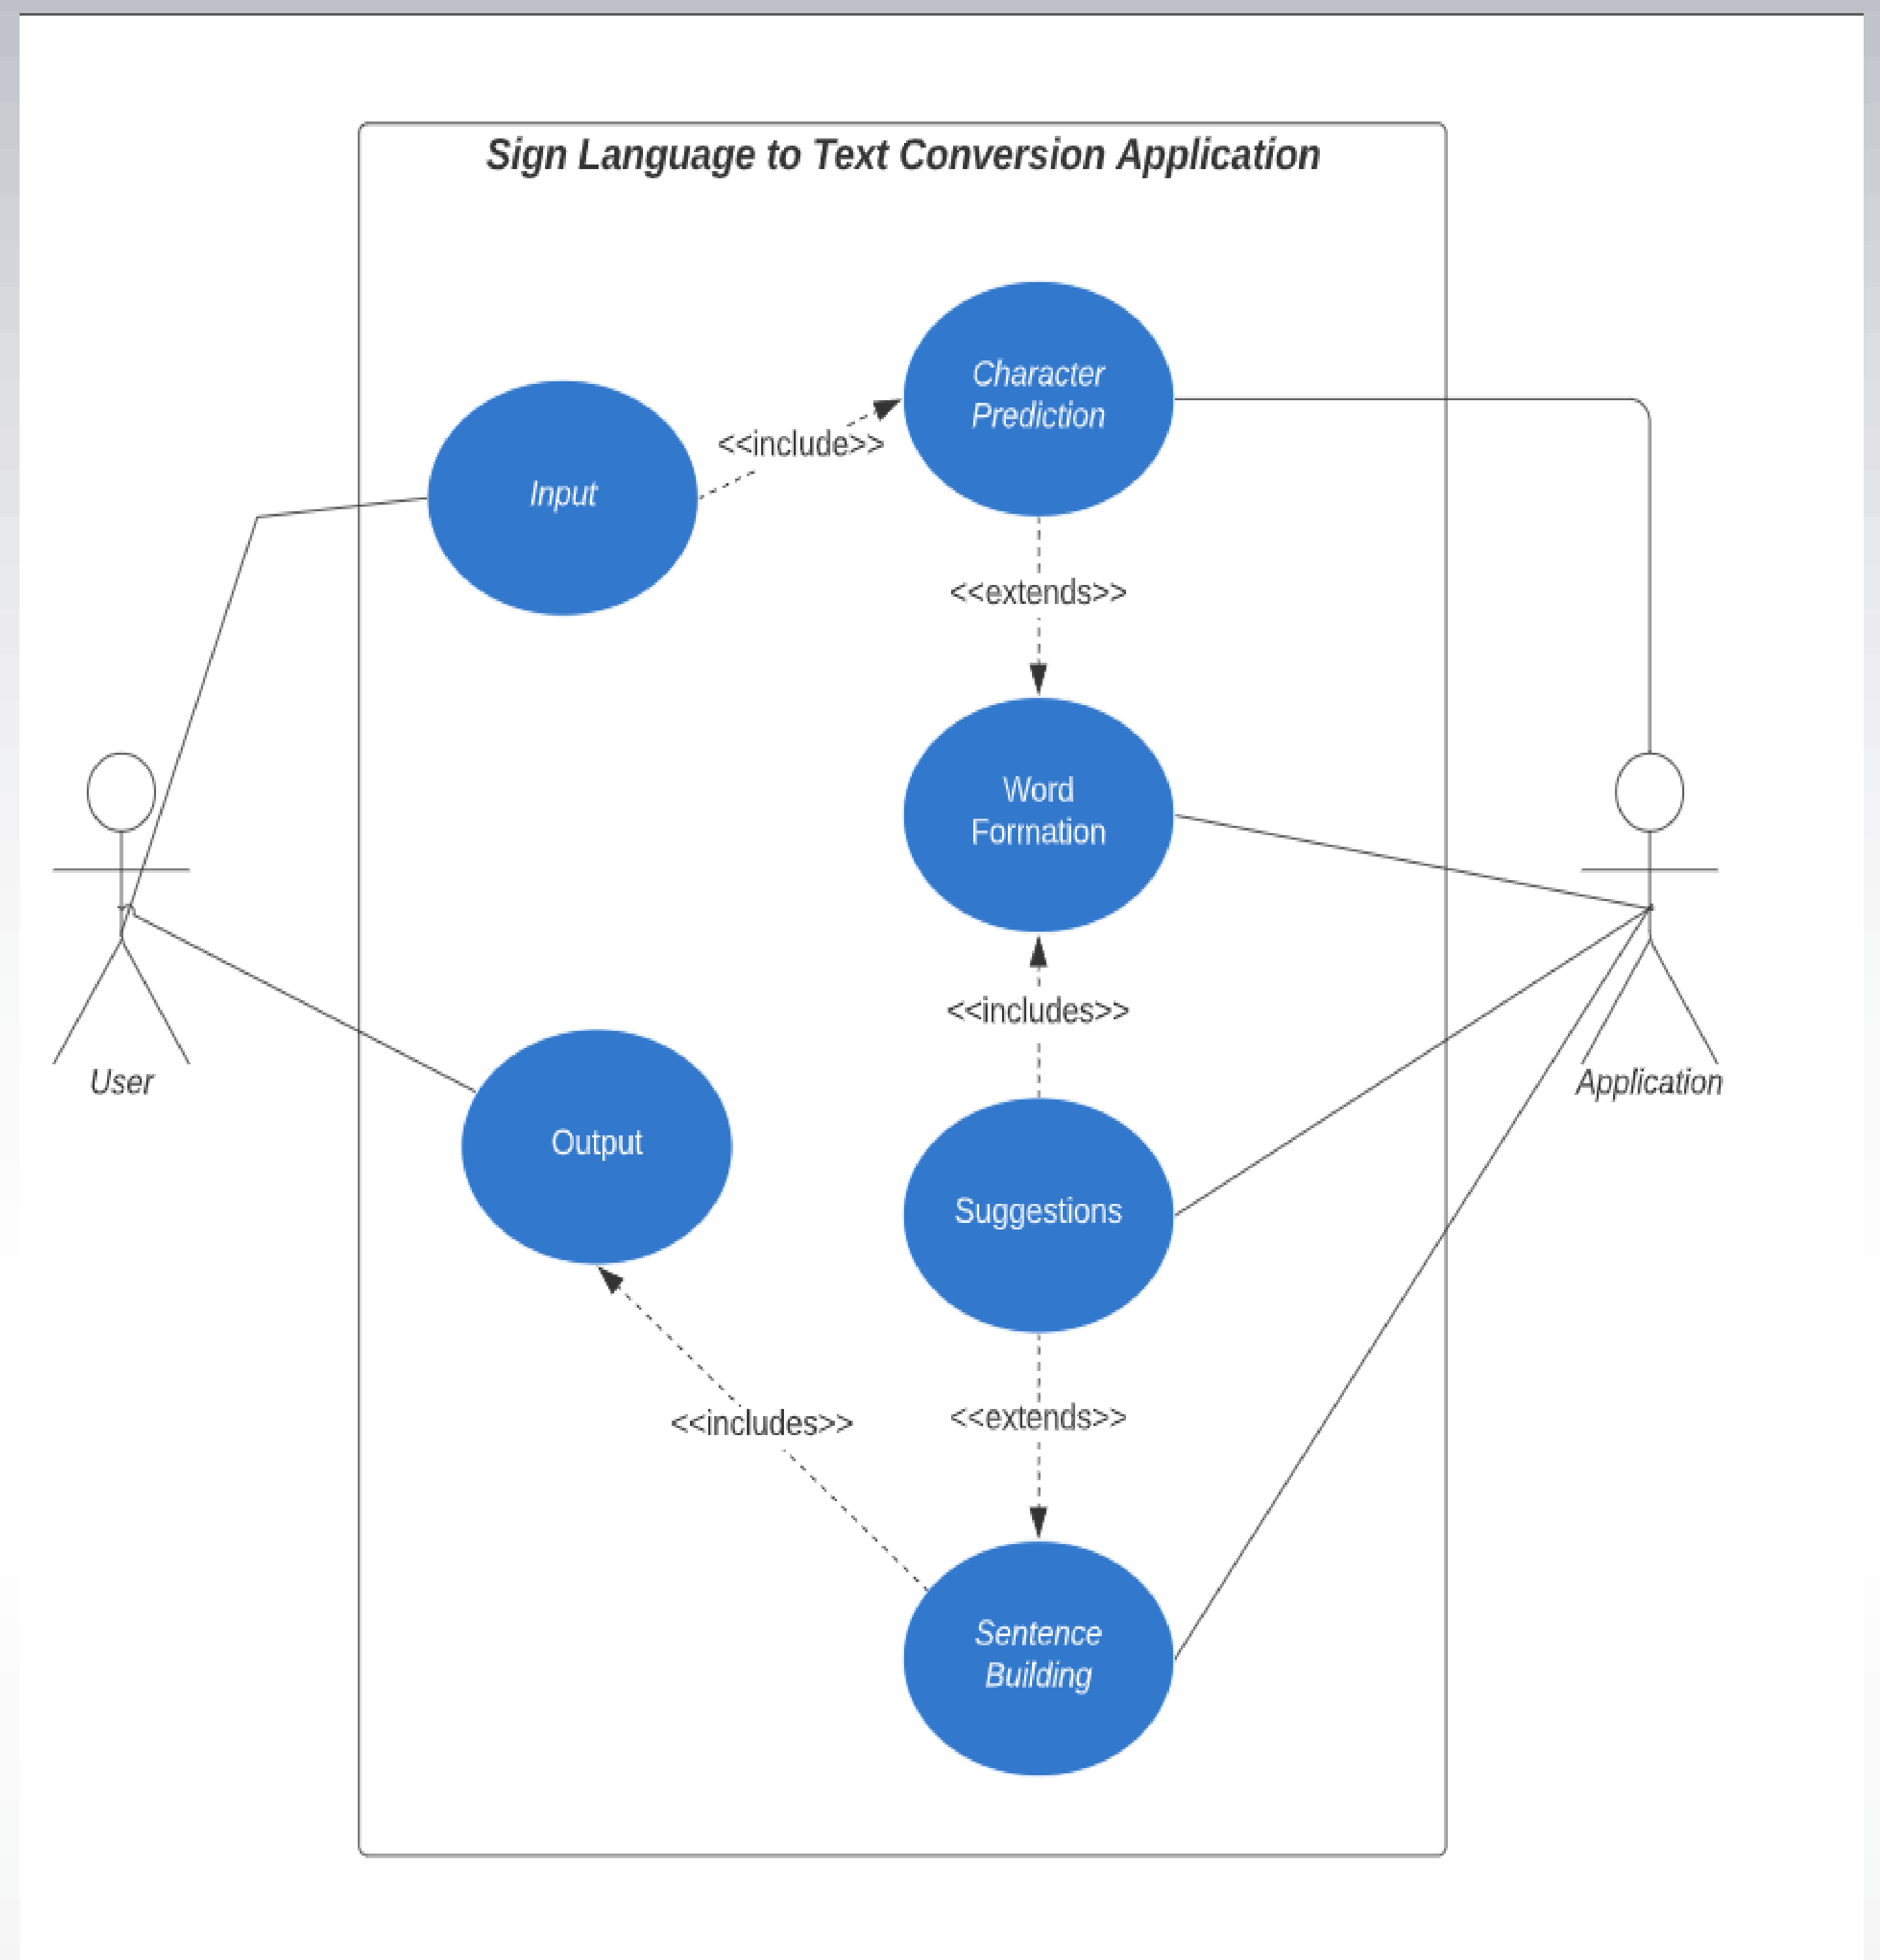 Sign Language to Text Conversion Application
Character
Prediction
<<include>>
Input
<<extends>>
Word
Formation
<<includes>>
User
Application
Output
Suggestions
<<includes>>
<<extends>>
Sentence
Building